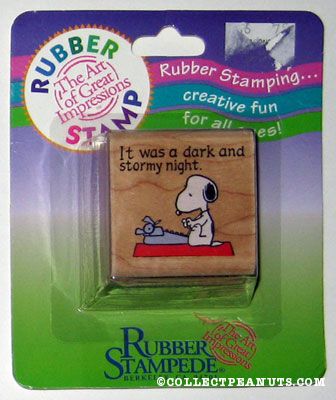 RUBBER
The Art
of Great
Impressions
STAMP
Rubber Stamping...
creative fun
for all ages!
It was a dark and
stormy night.
RUBBER
STAMPEDE®
The Art
of Great
Impressions
©COLLECTPEANUTS.COM